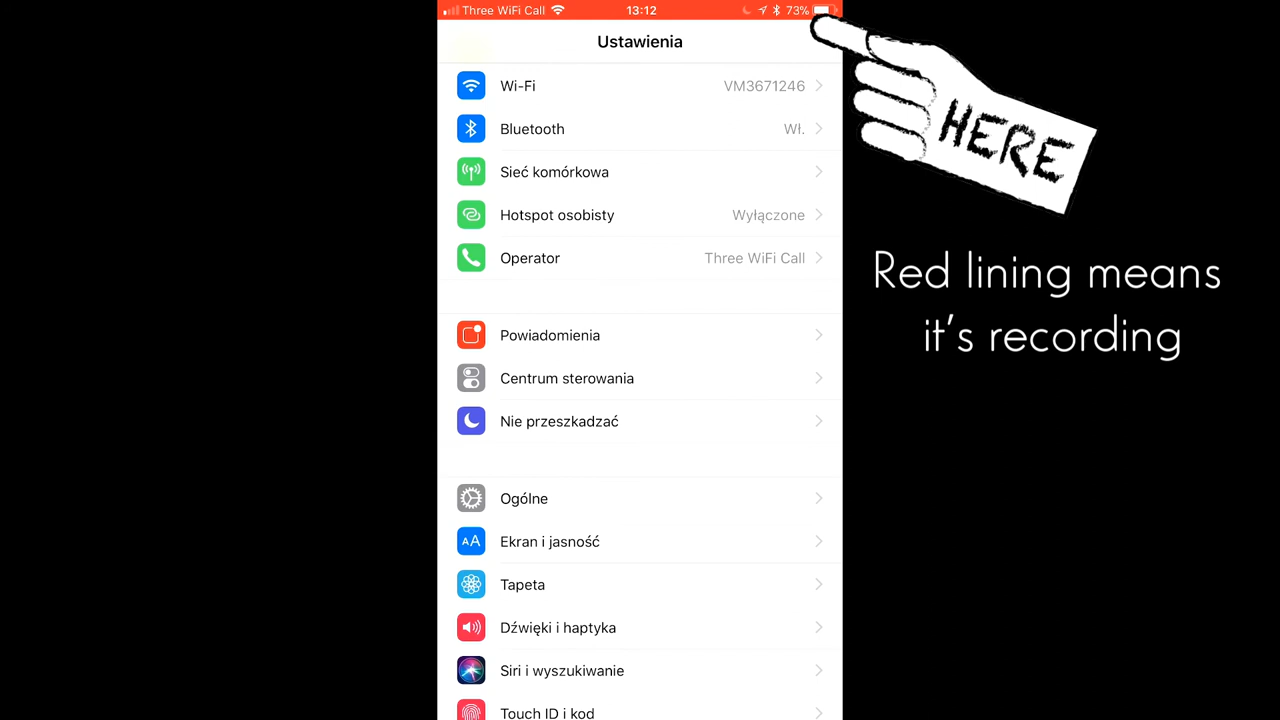 Three WiFi Call 13:12 73%
Ustawienia
HERE
Wi-Fi VM3671246
Bluetooth Wł.
Sieć komórkowa
Hotspot osobisty Wyłączone
Operator Three WiFi Call
Red lining means
it's recording
Powiadomienia
Centrum sterowania
Nie przeszkadzać
Ogólne
AA Ekran i jasność
Tapeta
Dźwięki i haptyka
Siri i wyszukiwanie
Touch ID i kod